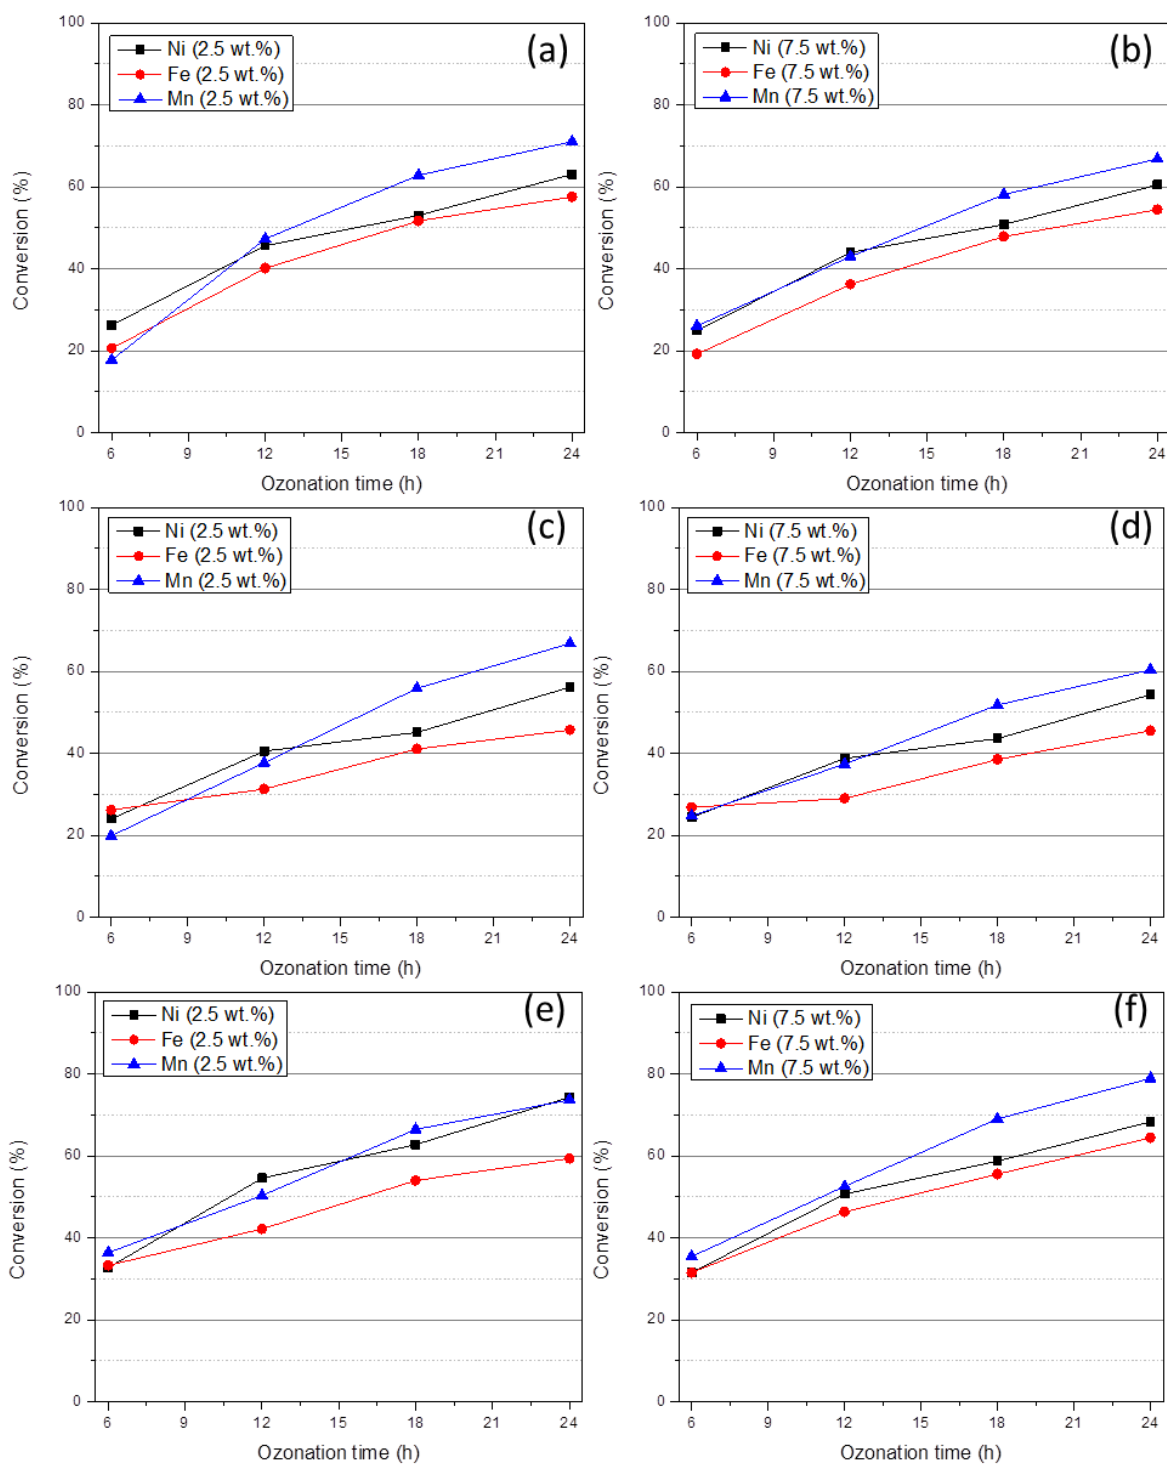 (a)
Ni (2.5 wt.%)
Fe (2.5 wt.%)
Mn (2.5 wt.%)
100
80
60
40
20
0
Conversion (%)
6 9 12 15 18 21 24
Ozonation time (h)
(b)
Ni (7.5 wt.%)
Fe (7.5 wt.%)
Mn (7.5 wt.%)
100
80
60
40
20
0
Conversion (%)
6 9 12 15 18 21 24
Ozonation time (h)
(c)
Ni (2.5 wt.%)
Fe (2.5 wt.%)
Mn (2.5 wt.%)
100
80
60
40
20
0
Conversion (%)
6 9 12 15 18 21 24
Ozonation time (h)
(d)
Ni (7.5 wt.%)
Fe (7.5 wt.%)
Mn (7.5 wt.%)
100
80
60
40
20
0
Conversion (%)
6 9 12 15 18 21 24
Ozonation time (h)
(e)
Ni (2.5 wt.%)
Fe (2.5 wt.%)
Mn (2.5 wt.%)
100
80
60
40
20
0
Conversion (%)
6 9 12 15 18 21 24
Ozonation time (h)
(f)
Ni (7.5 wt.%)
Fe (7.5 wt.%)
Mn (7.5 wt.%)
100
80
60
40
20
0
Conversion (%)
6 9 12 15 18 21 24
Ozonation time (h)